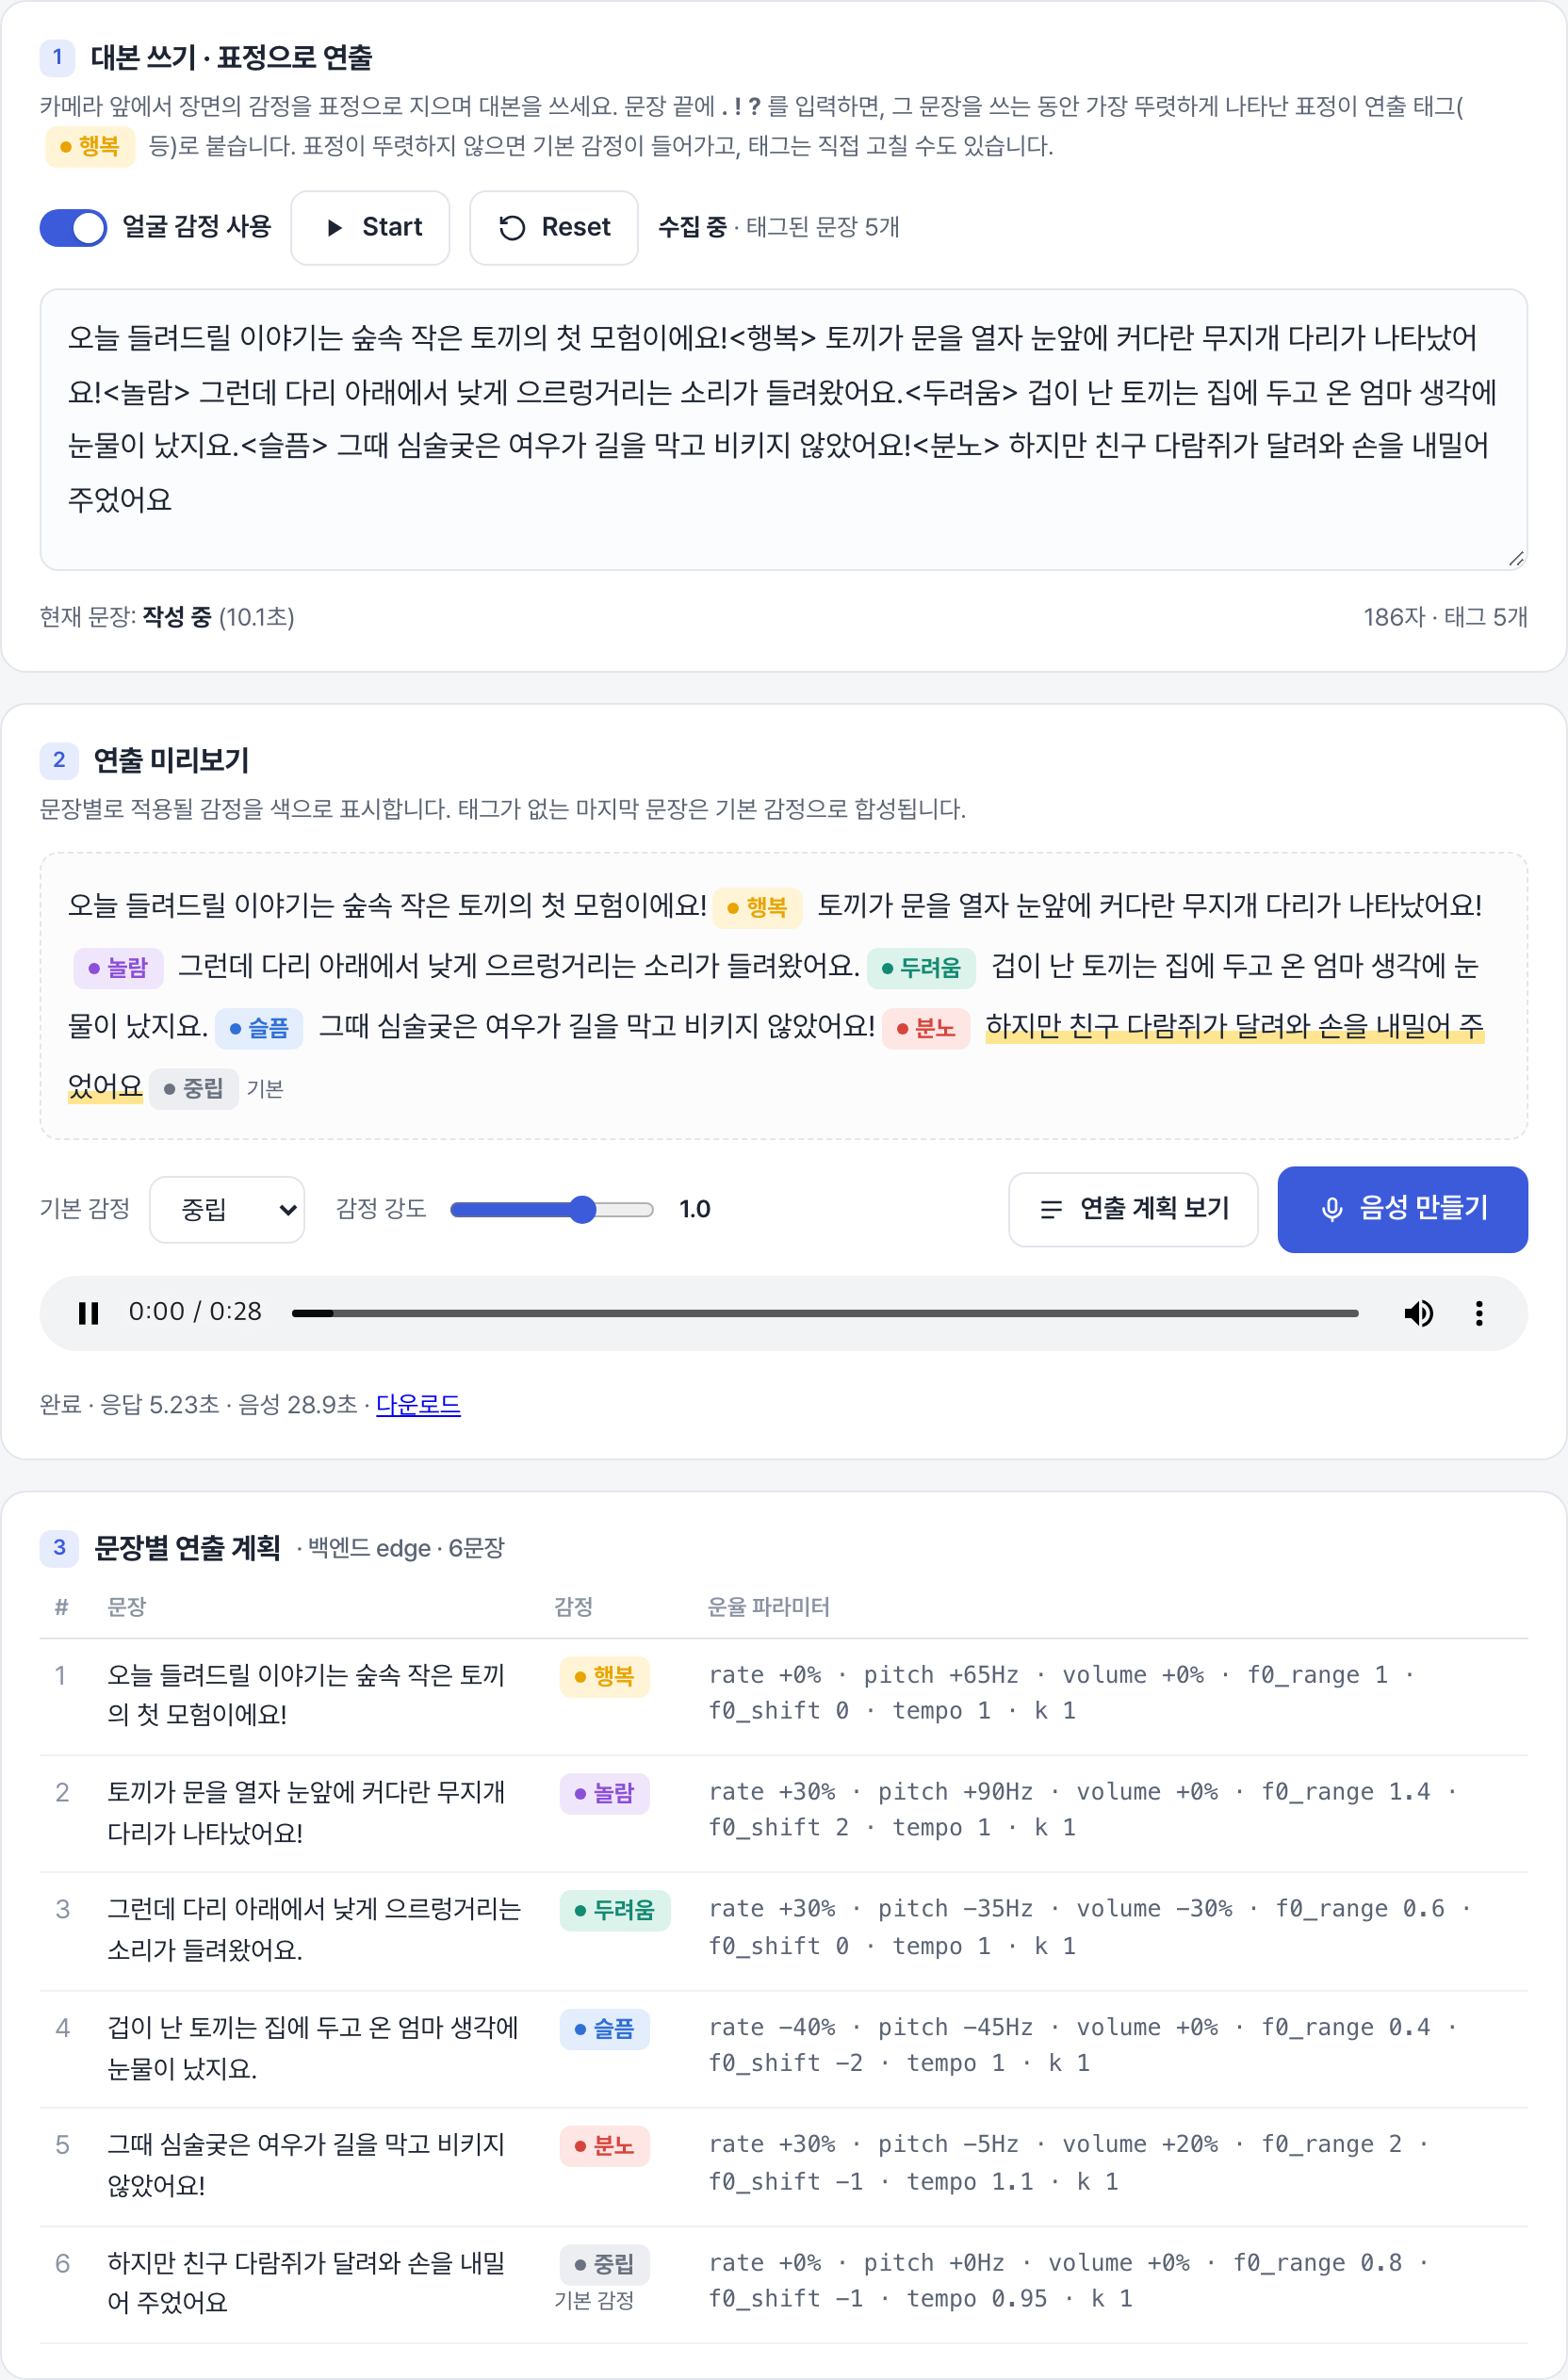 1 대본 쓰기 · 표정으로 연출
카메라 앞에서 장면의 감정을 표정으로 지으며 대본을 쓰세요. 문장 끝에 . ! ? 를 입력하면, 그 문장을 쓰는 동안 가장 뚜렷하게 나타난 표정이 연출 태그(
행복 등)로 붙습니다. 표정이 뚜렷하지 않으면 기본 감정이 들어가고, 태그는 직접 고칠 수도 있습니다.
얼굴 감정 사용 Start Reset 수집 중 · 태그된 문장 5개
오늘 들려드릴 이야기는 숲속 작은 토끼의 첫 모험이에요!<행복> 토끼가 문을 열자 눈앞에 커다란 무지개 다리가 나타났어
요!<놀람> 그런데 다리 아래에서 낮게 으르렁거리는 소리가 들려왔어요.<두려움> 겁이 난 토끼는 집에 두고 온 엄마 생각에
눈물이 났지요.<슬픔> 그때 심술궂은 여우가 길을 막고 비키지 않았어요!<분노> 하지만 친구 다람쥐가 달려와 손을 내밀어
주었어요
현재 문장: 작성 중 (10.1초) 186자 · 태그 5개
2 연출 미리보기
문장별로 적용될 감정을 색으로 표시합니다. 태그가 없는 마지막 문장은 기본 감정으로 합성됩니다.
오늘 들려드릴 이야기는 숲속 작은 토끼의 첫 모험이에요! 행복 토끼가 문을 열자 눈앞에 커다란 무지개 다리가 나타났어요!
놀람 그런데 다리 아래에서 낮게 으르렁거리는 소리가 들려왔어요. 두려움 겁이 난 토끼는 집에 두고 온 엄마 생각에 눈
물이 났지요. 슬픔 그때 심술궂은 여우가 길을 막고 비키지 않았어요! 분노 하지만 친구 다람쥐가 달려와 손을 내밀어 주
었어요 중립 기본
기본 감정 중립 감정 강도 1.0 연출 계획 보기 음성 만들기
0:00 / 0:28
완료 · 응답 5.23초 · 음성 28.9초 · 다운로드
3 문장별 연출 계획 · 백엔드 edge · 6문장
# 문장 감정 운율 파라미터
1 오늘 들려드릴 이야기는 숲속 작은 토끼 행복 rate +0% · pitch +65Hz · volume +0% · f0_range 1 ·
의 첫 모험이에요! f0_shift 0 · tempo 1 · k 1
2 토끼가 문을 열자 눈앞에 커다란 무지개 놀람 rate +30% · pitch +90Hz · volume +0% · f0_range 1.4 ·
다리가 나타났어요! f0_shift 2 · tempo 1 · k 1
3 그런데 다리 아래에서 낮게 으르렁거리는 두려움 rate +30% · pitch −35Hz · volume −30% · f0_range 0.6 ·
소리가 들려왔어요. f0_shift 0 · tempo 1 · k 1
4 겁이 난 토끼는 집에 두고 온 엄마 생각에 슬픔 rate −40% · pitch −45Hz · volume +0% · f0_range 0.4 ·
눈물이 났지요. f0_shift −2 · tempo 1 · k 1
5 그때 심술궂은 여우가 길을 막고 비키지 분노 rate +30% · pitch −5Hz · volume +20% · f0_range 2 ·
않았어요! f0_shift −1 · tempo 1.1 · k 1
6 하지만 친구 다람쥐가 달려와 손을 내밀 중립 rate +0% · pitch +0Hz · volume +0% · f0_range 0.8 ·
어 주었어요 기본 감정 f0_shift −1 · tempo 0.95 · k 1